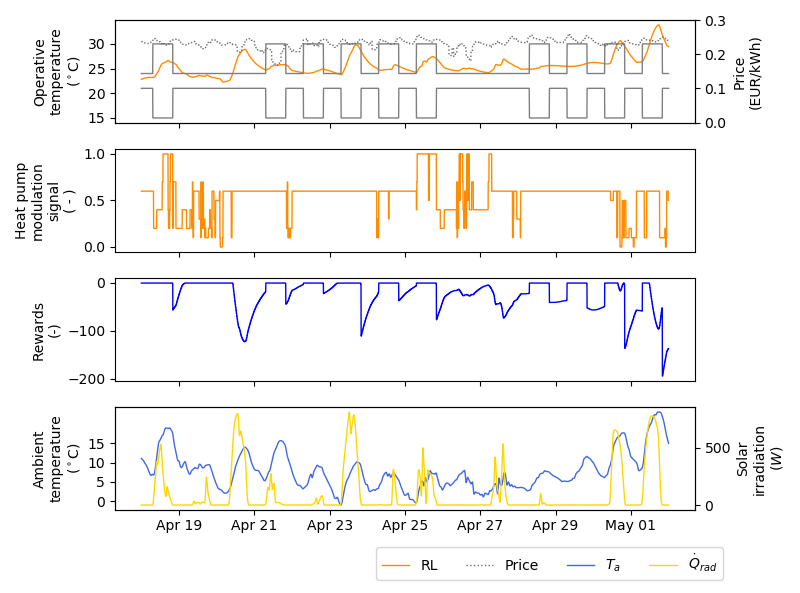 Operative
temperature
(°C)
30
25
20
15
0.3
0.2
0.1
0.0
Price
(EUR/kWh)
Heat pump
modulation
signal
( - )
1.0
0.5
0.0
Rewards
(-)
0
−100
−200
Ambient
temperature
(°C)
15
10
5
0
500
0
Solar
irradiation
(W)
Apr 19
Apr 21
Apr 23
Apr 25
Apr 27
Apr 29
May 01
RL
Price
T_a
Q̇_rad